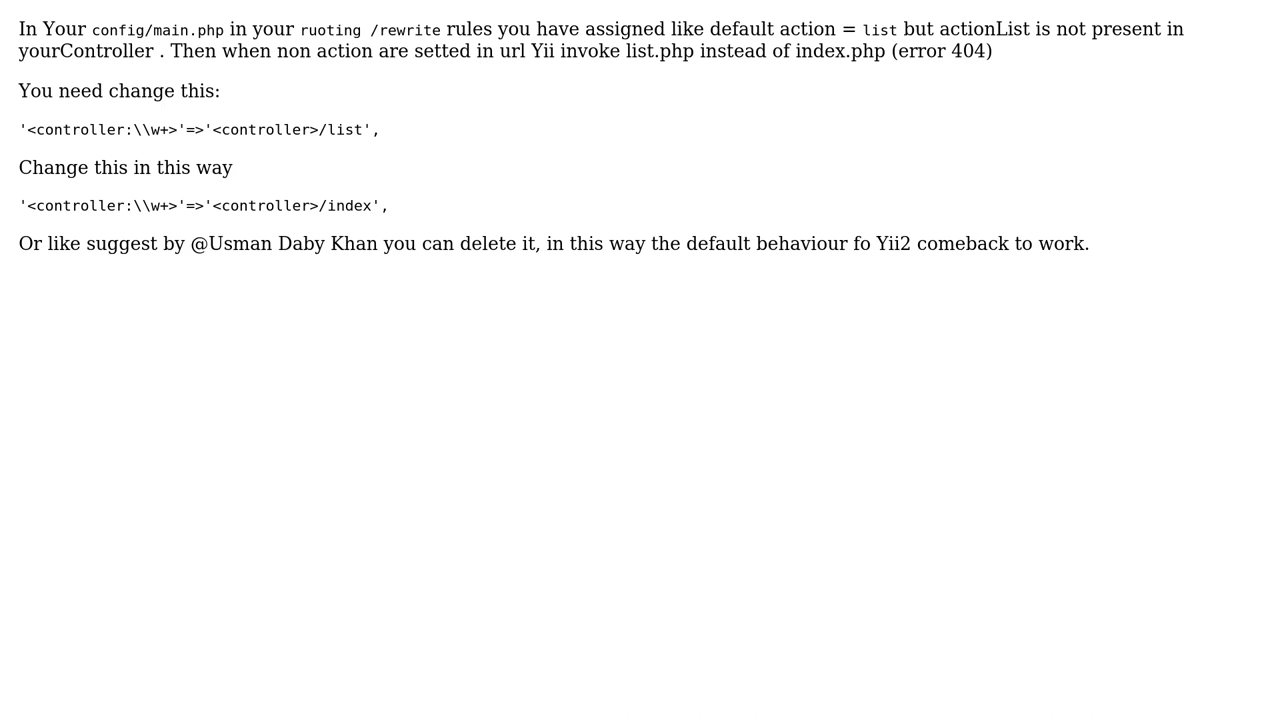 In Your config/main.php in your ruoting /rewrite rules you have assigned like default action = list but actionList is not present in
yourController . Then when non action are setted in url Yii invoke list.php instead of index.php (error 404)
You need change this:
'<controller:\\w+>'=>'<controller>/list',
Change this in this way
'<controller:\\w+>'=>'<controller>/index',
Or like suggest by @Usman Daby Khan you can delete it, in this way the default behaviour fo Yii2 comeback to work.